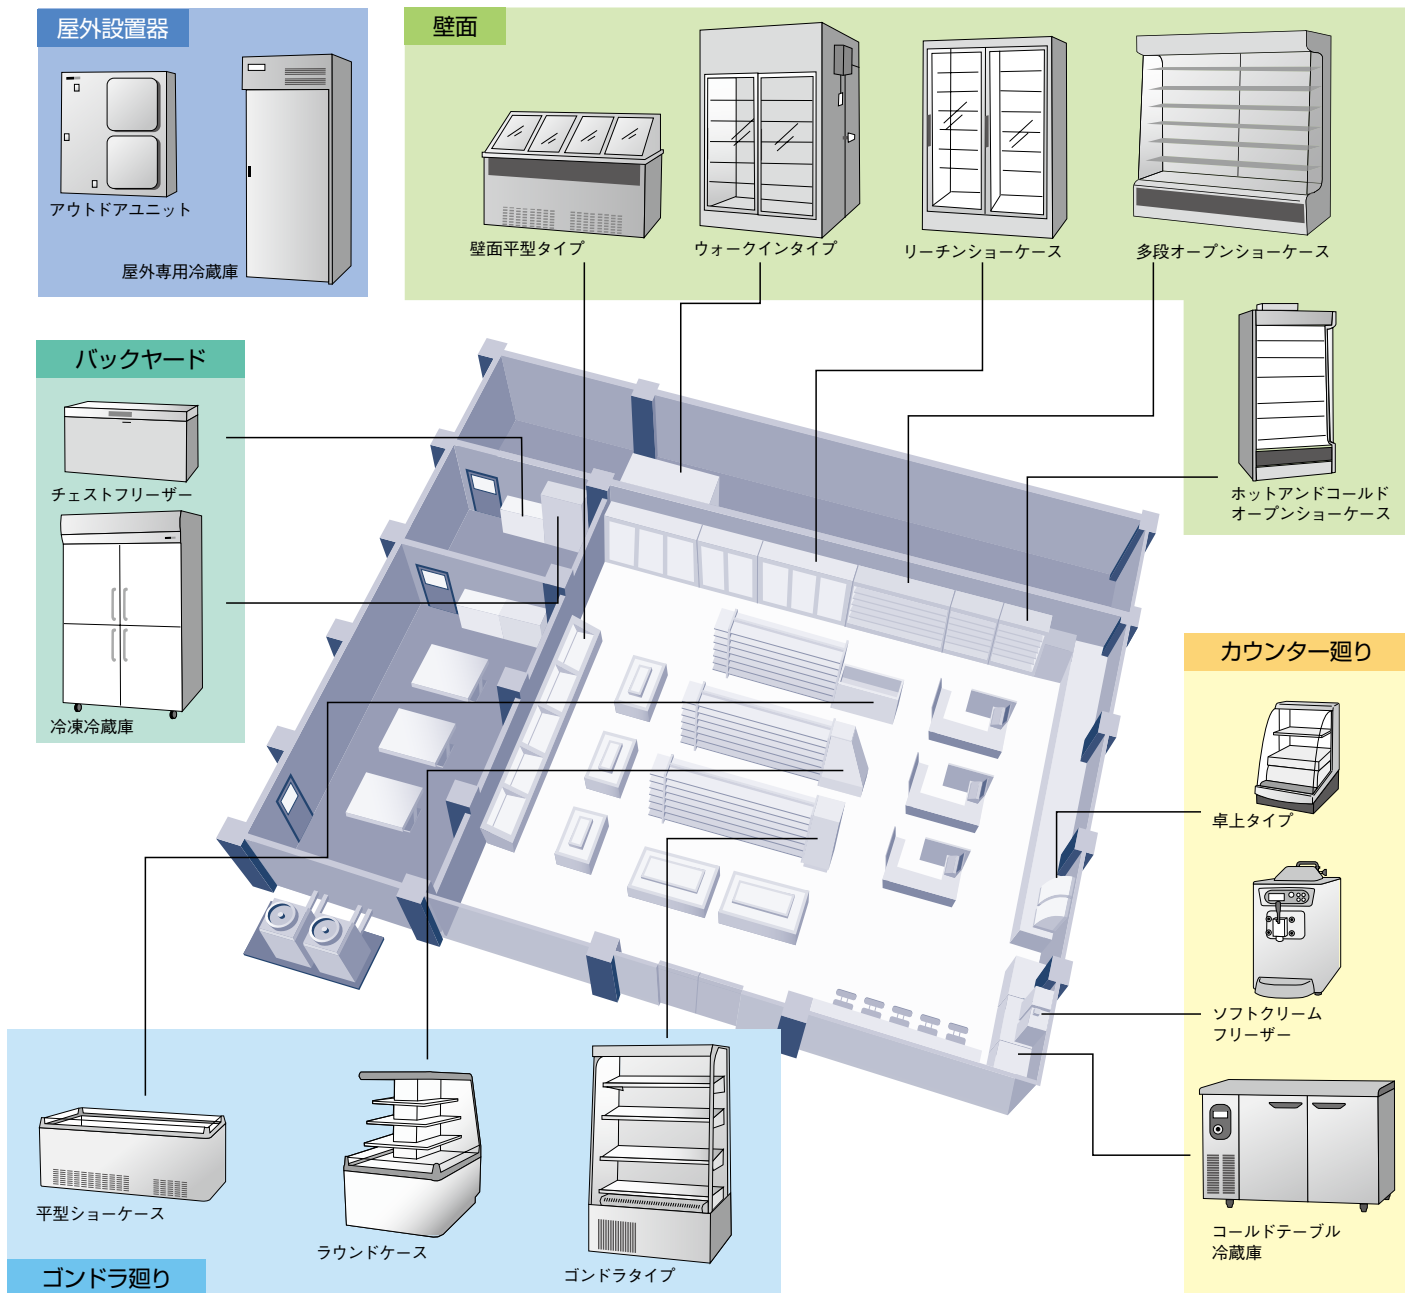 屋外設置器
アウトドアユニット
屋外専用冷蔵庫
壁面
壁面平型タイプ
ウォークインタイプ
リーチンショーケース
多段オープンショーケース
ホットアンドコールド
オープンショーケース
バックヤード
チェストフリーザー
冷凍冷蔵庫
カウンター廻り
卓上タイプ
ソフトクリーム
フリーザー
コールドテーブル
冷蔵庫
平型ショーケース
ラウンドケース
ゴンドラタイプ
ゴンドラ廻り